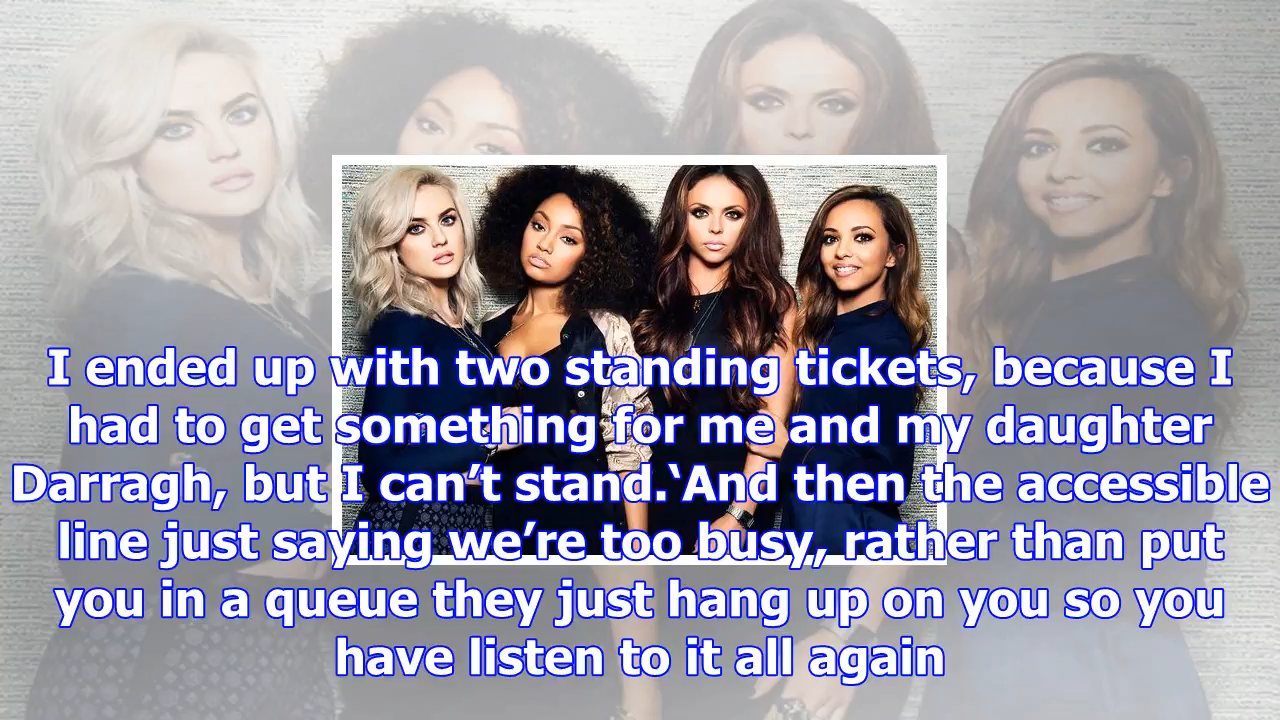 I ended up with two standing tickets, because I
had to get something for me and my daughter
Darragh, but I can’t stand.‘And then the accessible
line just saying we’re too busy, rather than put
you in a queue they just hang up on you so you
have listen to it all again